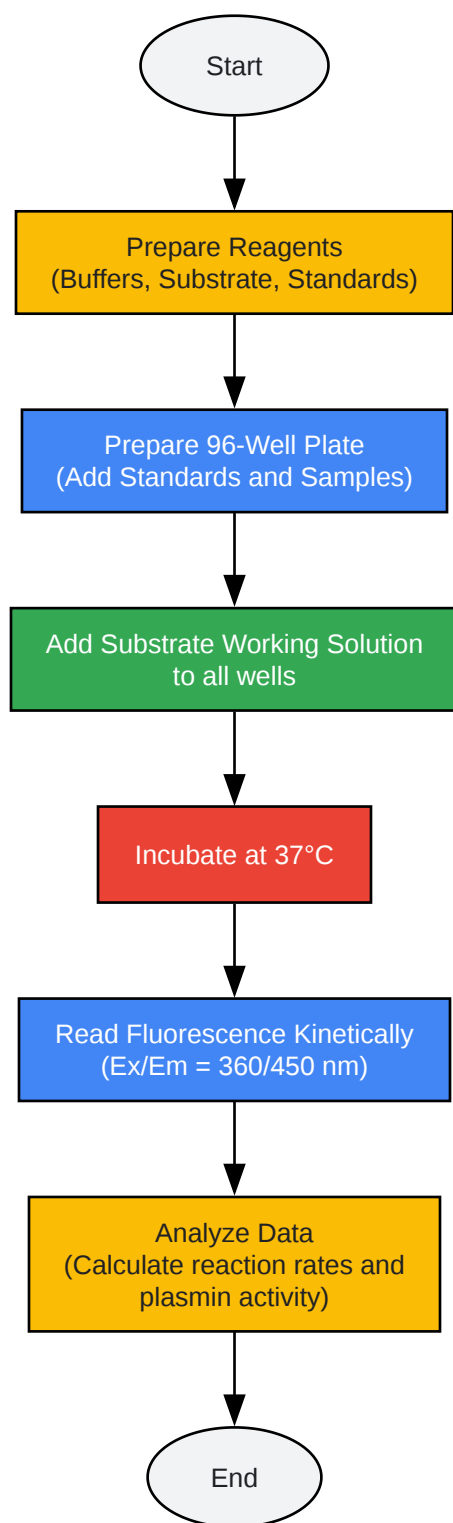 Start
Prepare Reagents
(Buffers, Substrate, Standards)
Prepare 96-Well Plate
(Add Standards and Samples)
Add Substrate Working Solution
to all wells
Incubate at 37°C
Read Fluorescence Kinetically
(Ex/Em = 360/450 nm)
Analyze Data
(Calculate reaction rates and
plasmin activity)
End